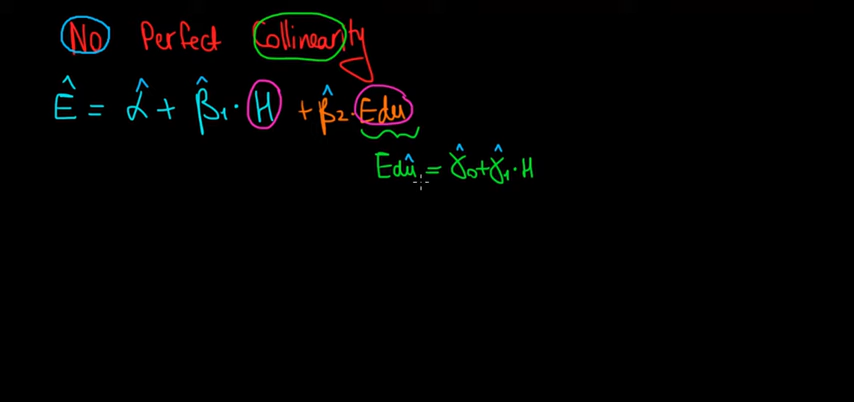 No Perfect Collinearity
Ê = α̂ + β̂₁ · H + β̂₂ · Edu
Edû = γ̂₀ + γ̂₁ · H